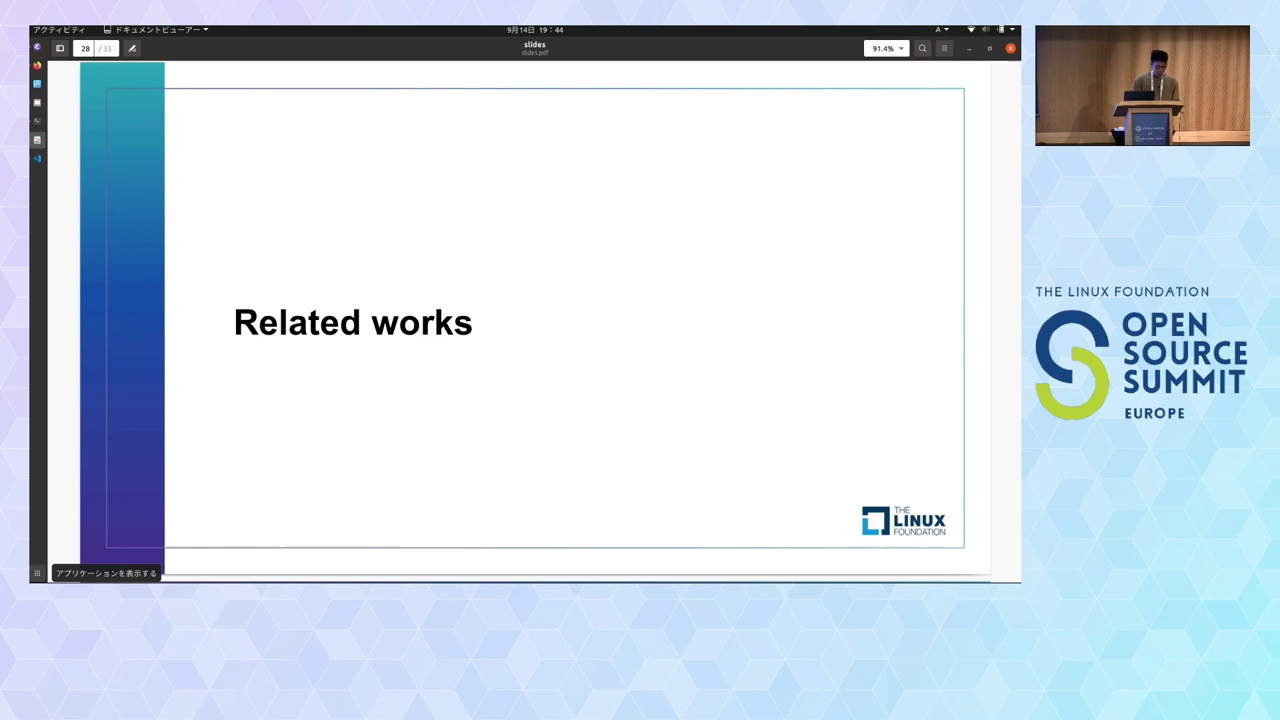 アクティビティ
ドキュメントビューアー
9月14日 19：44
A
28 / 33
slides
slides.pdf
91.4%
Related works
THE
LINUX
FOUNDATION
アプリケーションを表示する
THE LINUX FOUNDATION
OPEN
SOURCE
SUMMIT
EUROPE